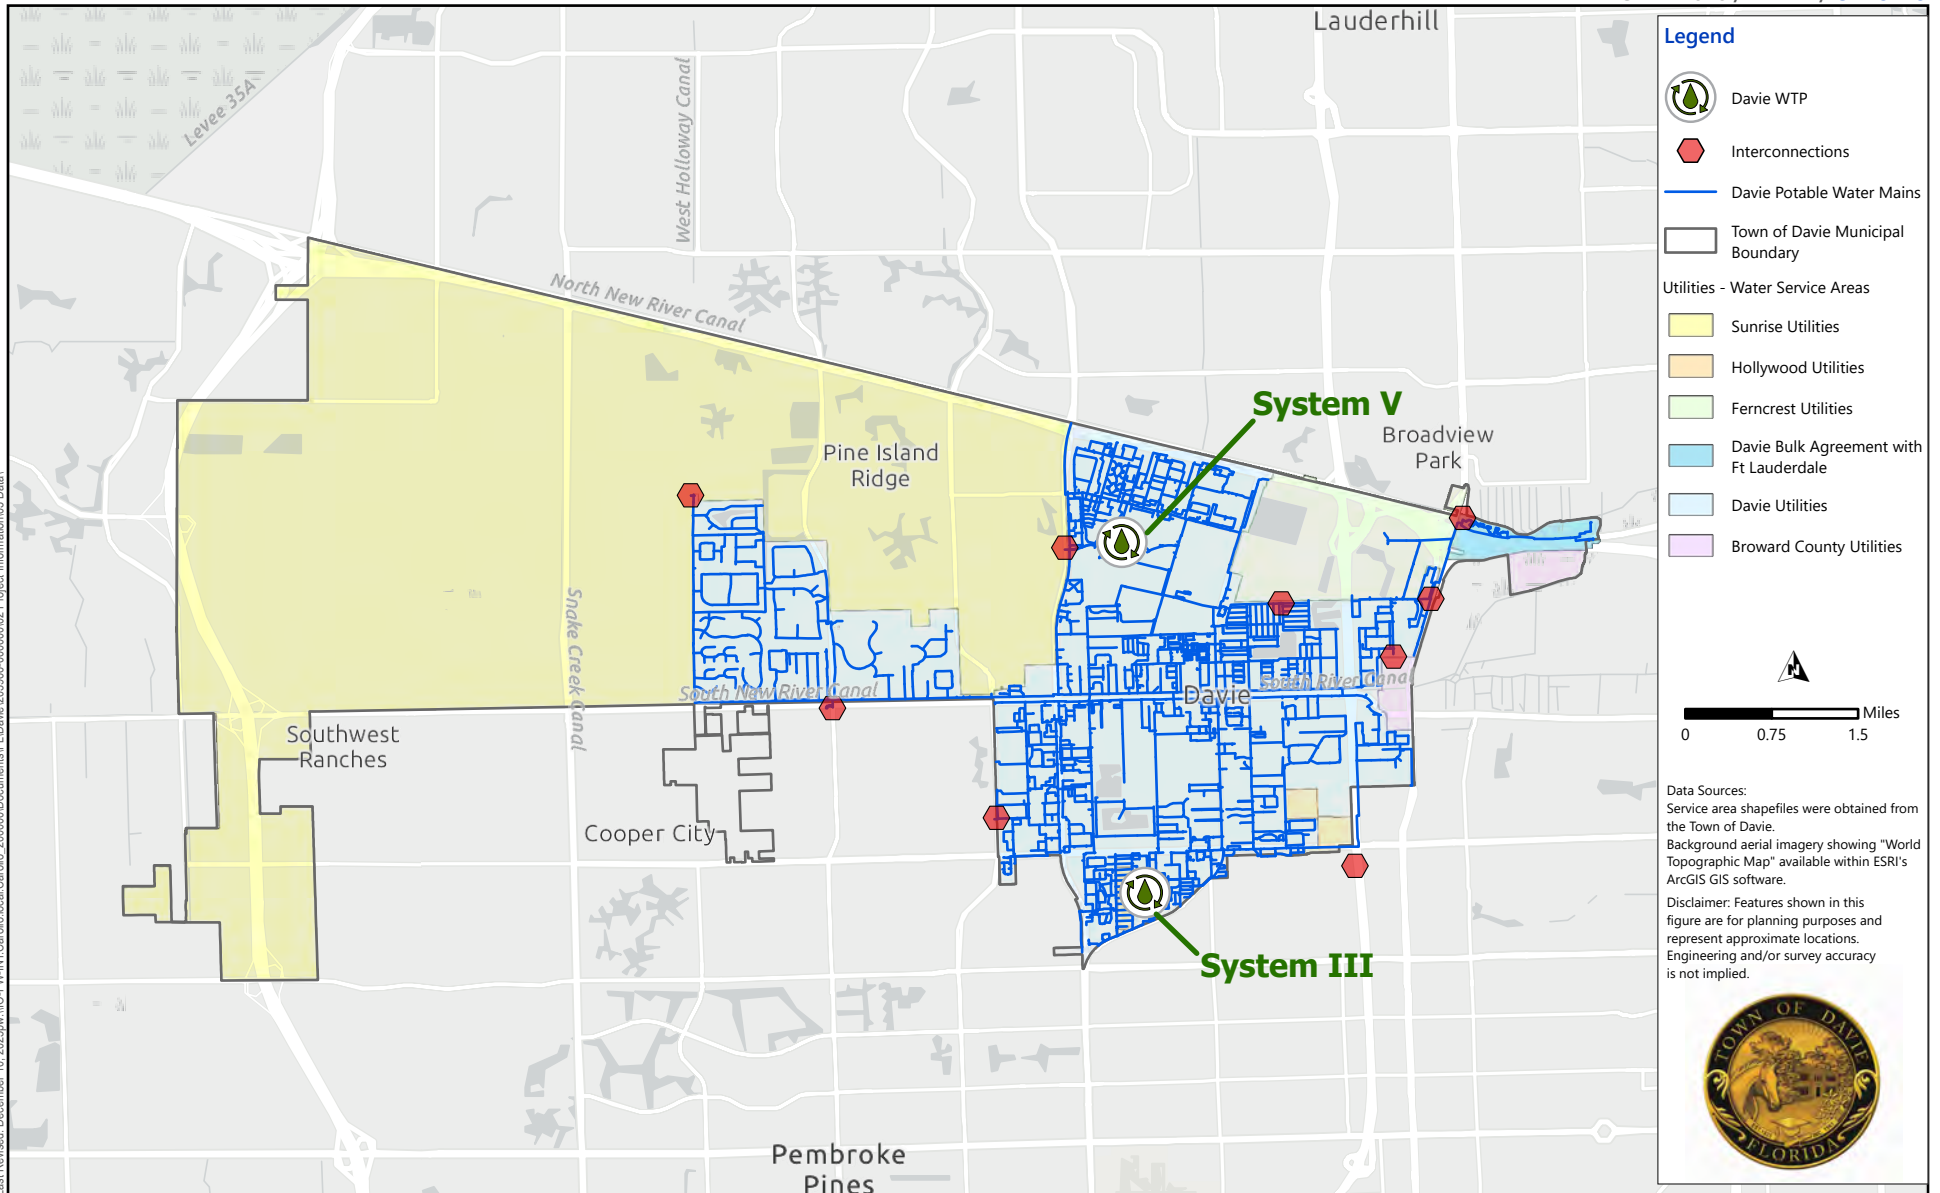 Lauderhill
Levee 35A
West Holloway Canal
North New River Canal
System V
Broadview
Park
Pine Island
Ridge
Snake Creek Canal
South New River Canal
Davie
South River Canal
Southwest
Ranches
Cooper City
System III
Pembroke
Pines
Legend
Davie WTP
Interconnections
Davie Potable Water Mains
Town of Davie Municipal
Boundary
Utilities - Water Service Areas
Sunrise Utilities
Hollywood Utilities
Ferncrest Utilities
Davie Bulk Agreement with
Ft Lauderdale
Davie Utilities
Broward County Utilities
N
Miles
0 0.75 1.5
Data Sources:
Service area shapefiles were obtained from
the Town of Davie.
Background aerial imagery showing "World
Topographic Map" available within ESRI's
ArcGIS GIS software.
Disclaimer: Features shown in this
figure are for planning purposes and
represent approximate locations.
Engineering and/or survey accuracy
is not implied.
TOWN OF DAVIE
FLORIDA